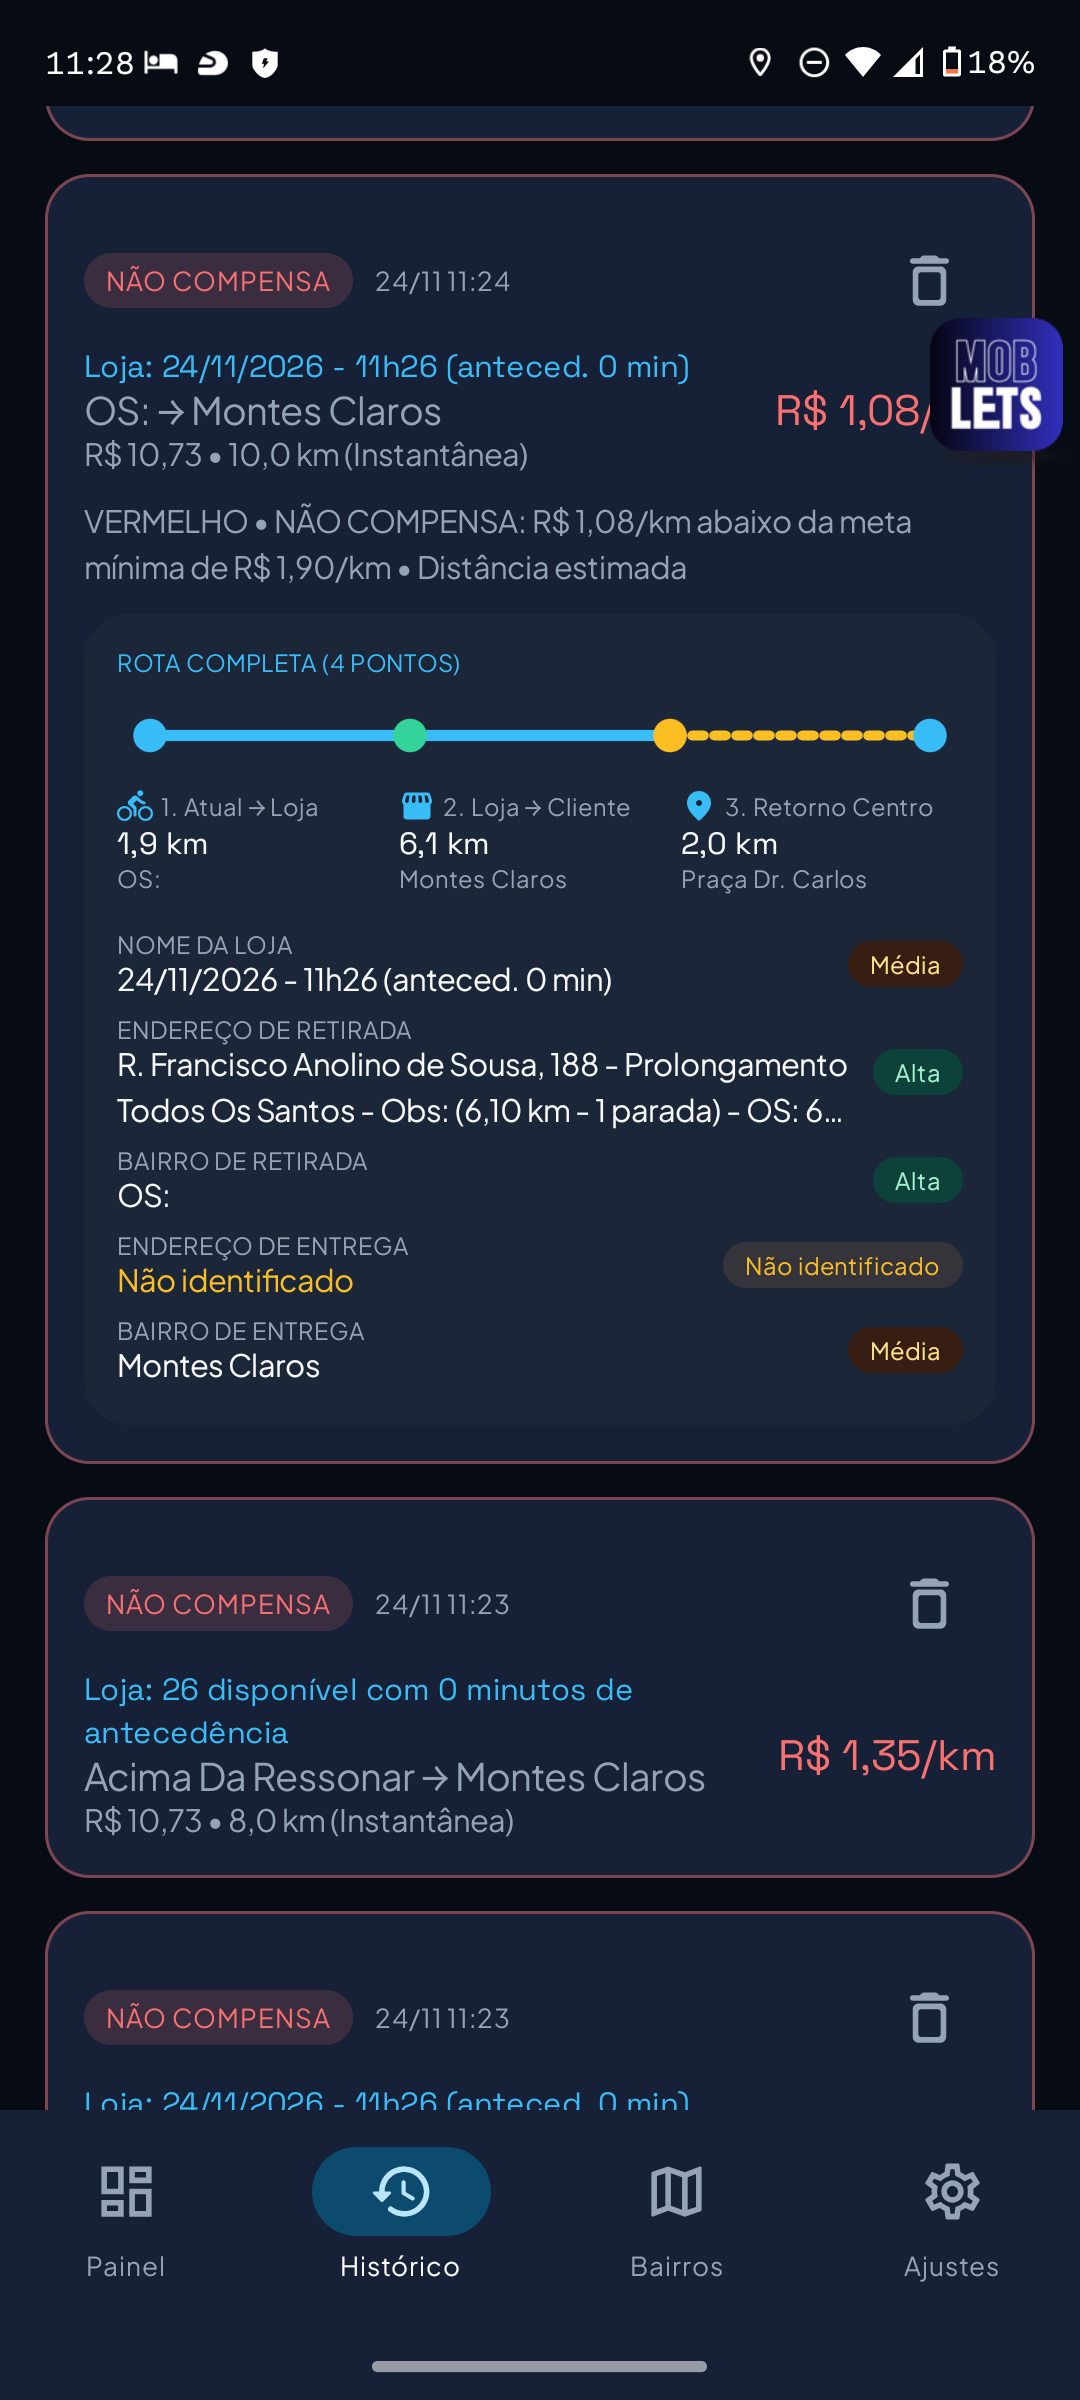 11:28
18%
NÃO COMPENSA
24/11 11:24
Loja: 24/11/2026 - 11h26 (anteced. 0 min)
OS: → Montes Claros
R$ 1,08/
MOB
LETS
R$ 10,73 • 10,0 km (Instantânea)
VERMELHO • NÃO COMPENSA: R$ 1,08/km abaixo da meta
mínima de R$ 1,90/km • Distância estimada
ROTA COMPLETA (4 PONTOS)
1. Atual → Loja
1,9 km
OS:
2. Loja → Cliente
6,1 km
Montes Claros
3. Retorno Centro
2,0 km
Praça Dr. Carlos
NOME DA LOJA
24/11/2026 - 11h26 (anteced. 0 min)
Média
ENDEREÇO DE RETIRADA
R. Francisco Anolino de Sousa, 188 - Prolongamento
Todos Os Santos - Obs: (6,10 km - 1 parada) - OS: 6...
Alta
BAIRRO DE RETIRADA
OS:
Alta
ENDEREÇO DE ENTREGA
Não identificado
Não identificado
BAIRRO DE ENTREGA
Montes Claros
Média
NÃO COMPENSA
24/11 11:23
Loja: 26 disponível com 0 minutos de
antecedência
Acima Da Ressonar → Montes Claros
R$ 1,35/km
R$ 10,73 • 8,0 km (Instantânea)
NÃO COMPENSA
24/11 11:23
Loja: 24/11/2026 - 11h26 (anteced. 0 min)
Painel
Histórico
Bairros
Ajustes